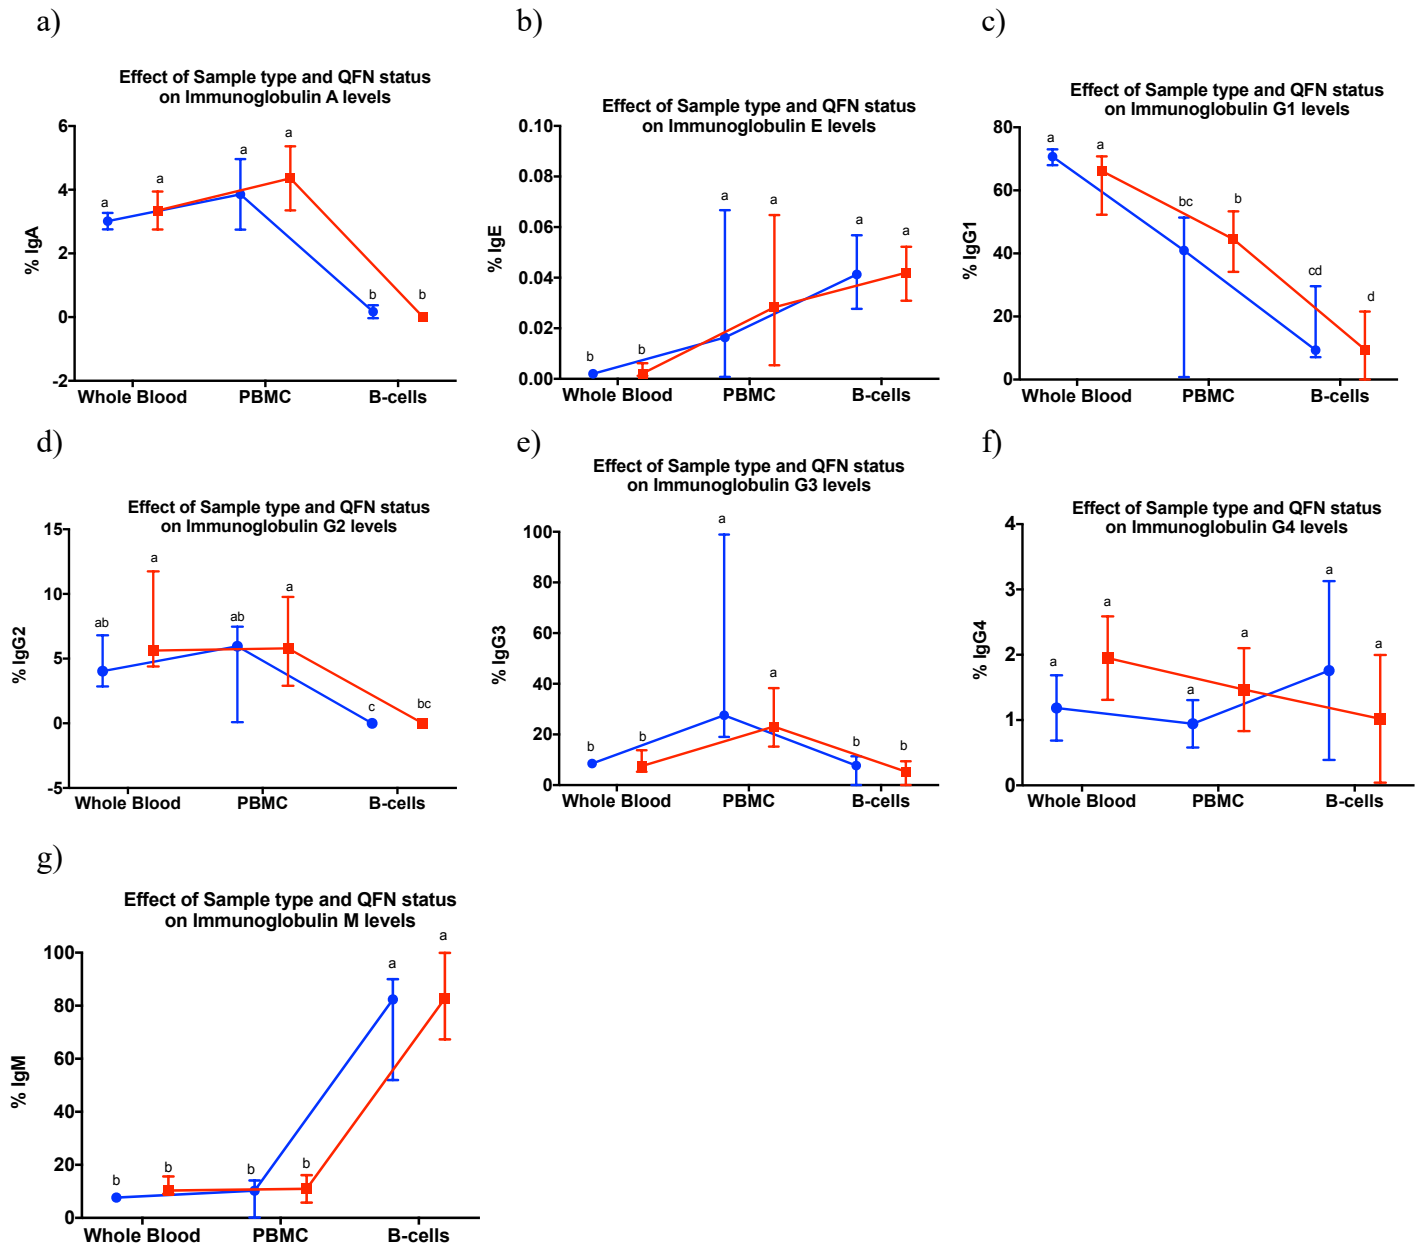 a)
Effect of Sample type and QFN status
on Immunoglobulin A levels
6
4
2
0
-2
% IgA
a
a
a
a
b
b
Whole Blood
PBMC
B-cells
b)
Effect of Sample type and QFN status
on Immunoglobulin E levels
0.10
0.08
0.06
0.04
0.02
0.00
% IgE
b
b
a
a
a
a
Whole Blood
PBMC
B-cells
c)
Effect of Sample type and QFN status
on Immunoglobulin G1 levels
80
60
40
20
0
% IgG1
a
a
bc
b
cd
d
Whole Blood
PBMC
B-cells
d)
Effect of Sample type and QFN status
on Immunoglobulin G2 levels
15
10
5
0
-5
% IgG2
ab
a
ab
a
c
bc
Whole Blood
PBMC
B-cells
e)
Effect of Sample type and QFN status
on Immunoglobulin G3 levels
100
80
60
40
20
0
% IgG3
b
b
a
a
b
b
Whole Blood
PBMC
B-cells
f)
Effect of Sample type and QFN status
on Immunoglobulin G4 levels
4
3
2
1
0
% IgG4
a
a
a
a
a
a
Whole Blood
PBMC
B-cells
g)
Effect of Sample type and QFN status
on Immunoglobulin M levels
100
80
60
40
20
0
% IgM
b
b
b
b
a
a
Whole Blood
PBMC
B-cells